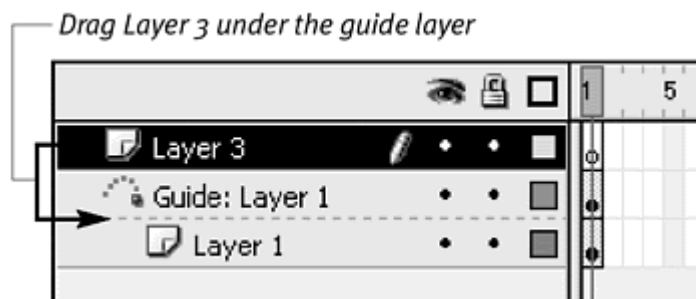 Drag Layer 3 under the guide layer
1 5
Layer 3
Guide: Layer 1
Layer 1